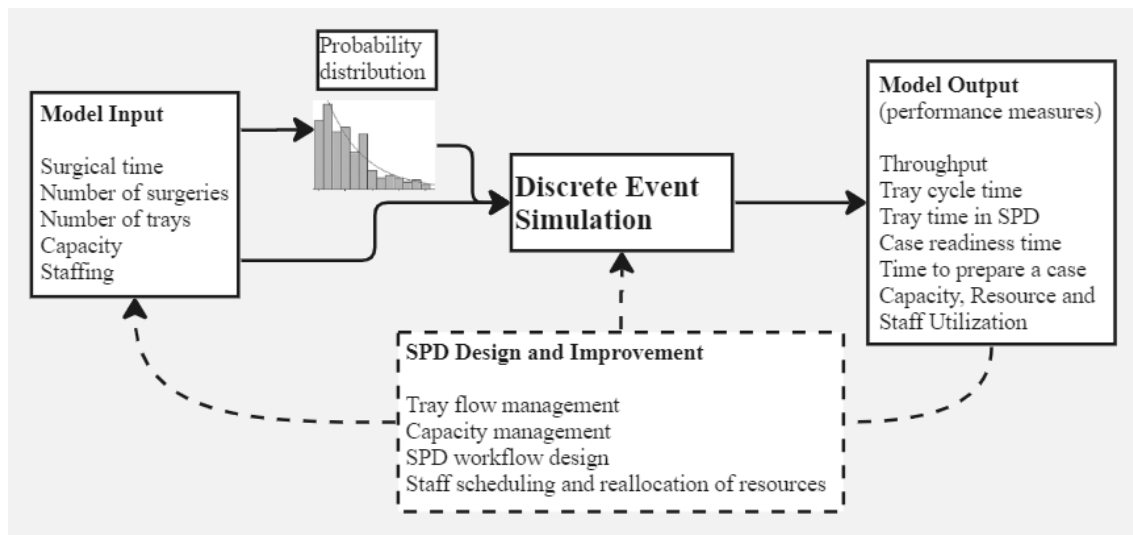 Probability
distribution
Model Input
Surgical time
Number of surgeries
Number of trays
Capacity
Staffing
Discrete Event
Simulation
Model Output
(performance measures)
Throughput
Tray cycle time
Tray time in SPD
Case readiness time
Time to prepare a case
Capacity, Resource and
Staff Utilization
SPD Design and Improvement
Tray flow management
Capacity management
SPD workflow design
Staff scheduling and reallocation of resources